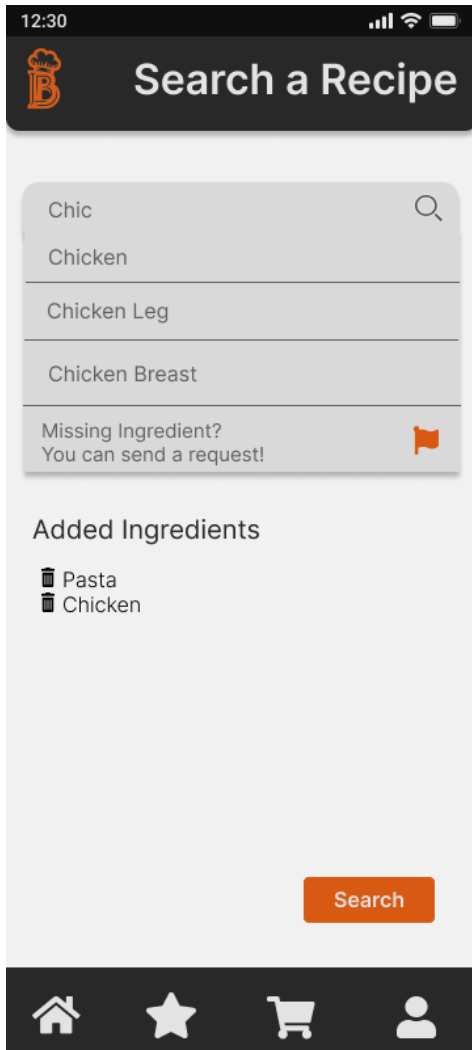 12:30
B
Search a Recipe
Chic
Chicken
Chicken Leg
Chicken Breast
Missing Ingredient?
You can send a request!
Added Ingredients
Pasta
Chicken
Search